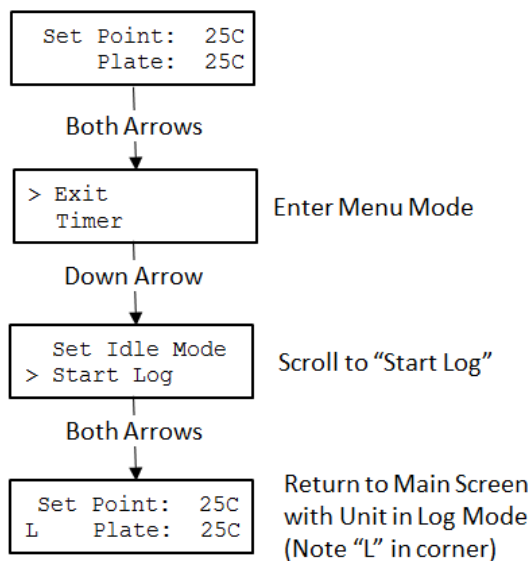 Set Point: 25C
Plate: 25C
Both Arrows
> Exit
Timer
Enter Menu Mode
Down Arrow
Set Idle Mode
> Start Log
Scroll to “Start Log”
Both Arrows
Set Point: 25C
L Plate: 25C
Return to Main Screen
with Unit in Log Mode
(Note “L” in corner)